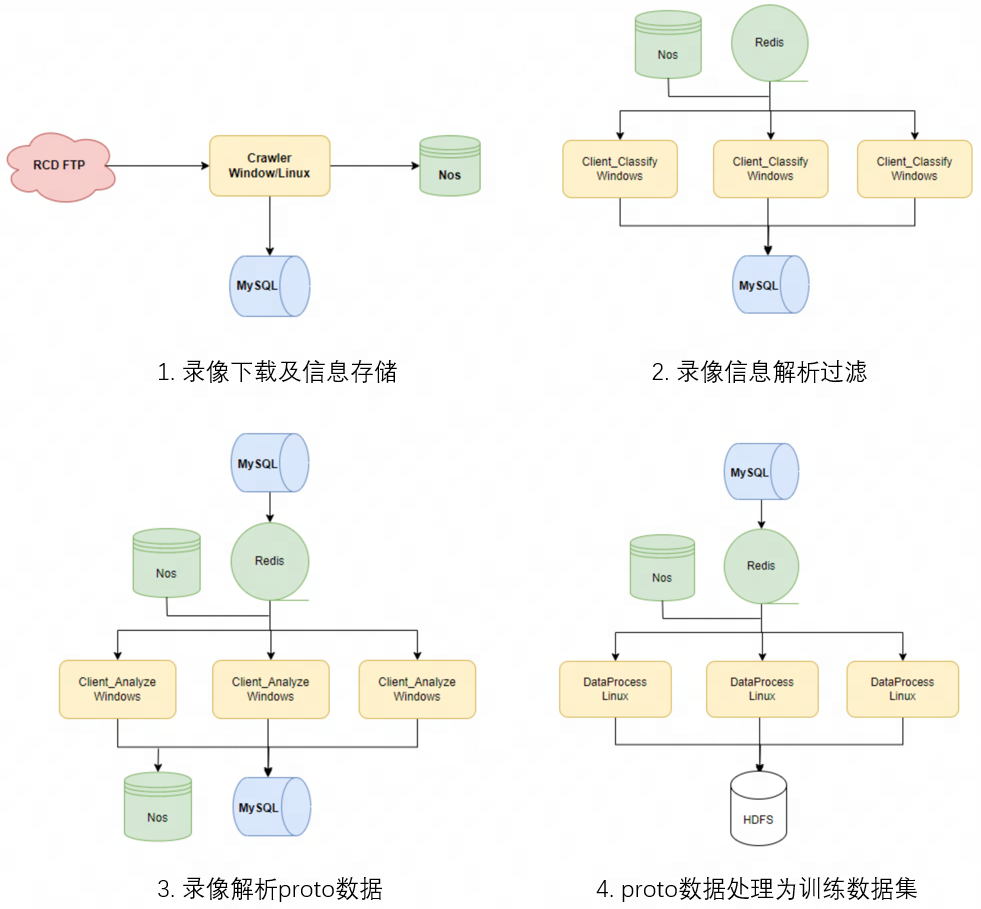 RCD FTP
Crawler
Window/Linux
Nos
MySQL
1. 录像下载及信息存储
Nos
Redis
Client_Classify
Windows
Client_Classify
Windows
Client_Classify
Windows
MySQL
2. 录像信息解析过滤
MySQL
Nos
Redis
Client_Analyze
Windows
Client_Analyze
Windows
Client_Analyze
Windows
Nos
MySQL
3. 录像解析proto数据
MySQL
Nos
Redis
DataProcess
Linux
DataProcess
Linux
DataProcess
Linux
HDFS
4. proto数据处理为训练数据集